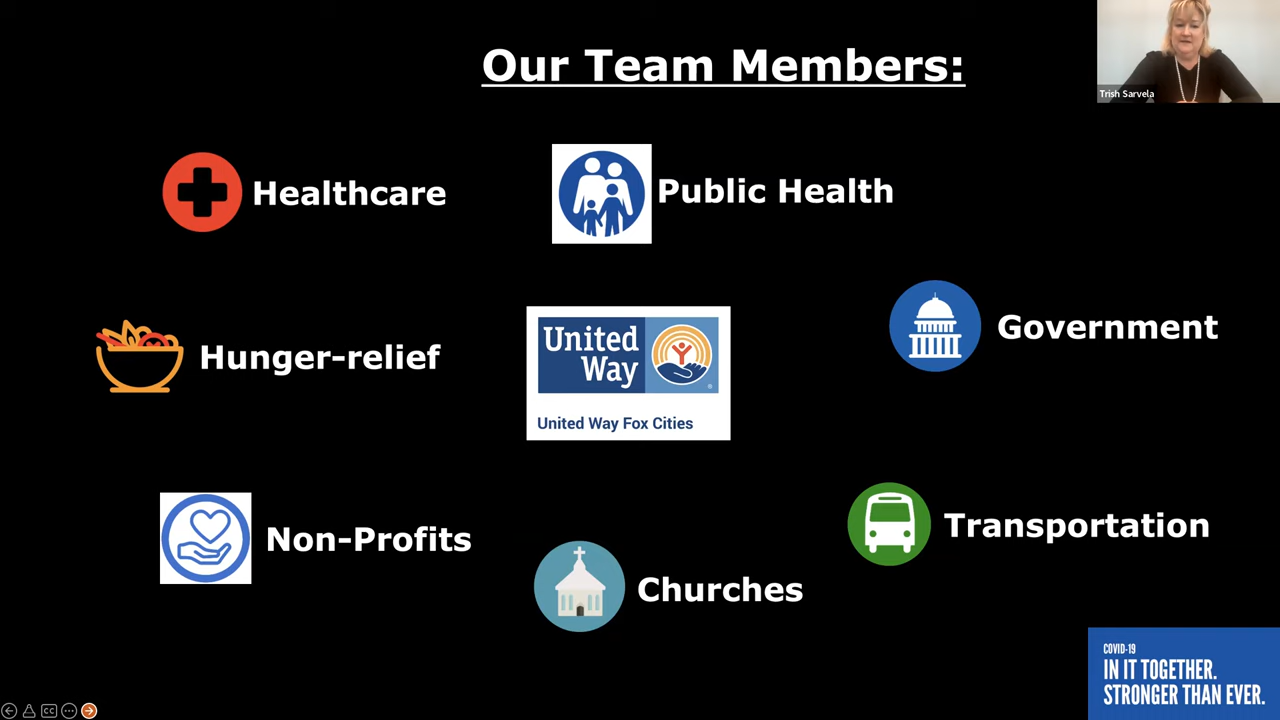 Our Team Members:
Trish Sarvela
Healthcare
Public Health
Government
Hunger-relief
United
Way
®
United Way Fox Cities
Non-Profits
Transportation
Churches
COVID-19
IN IT TOGETHER.
STRONGER THAN EVER.
CC